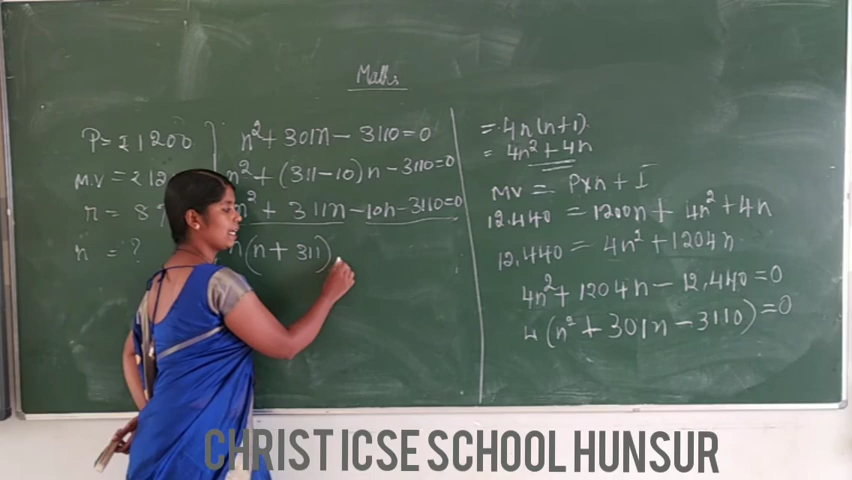 Maths
P = ₹1200
M.V = ₹12
r = 8%
n = ?
n² + 301n - 3110 = 0
n² + (311-10)n - 3110 = 0
n² + 311n - 10n - 3110 = 0
n(n + 311)
= 4n(n+1)
= 4n² + 4n
MV = P×n + I
12,440 = 1200n + 4n² + 4n
12,440 = 4n² + 1204n
4n² + 1204n - 12,440 = 0
4(n² + 301n - 3110) = 0
CHRIST ICSE SCHOOL HUNSUR